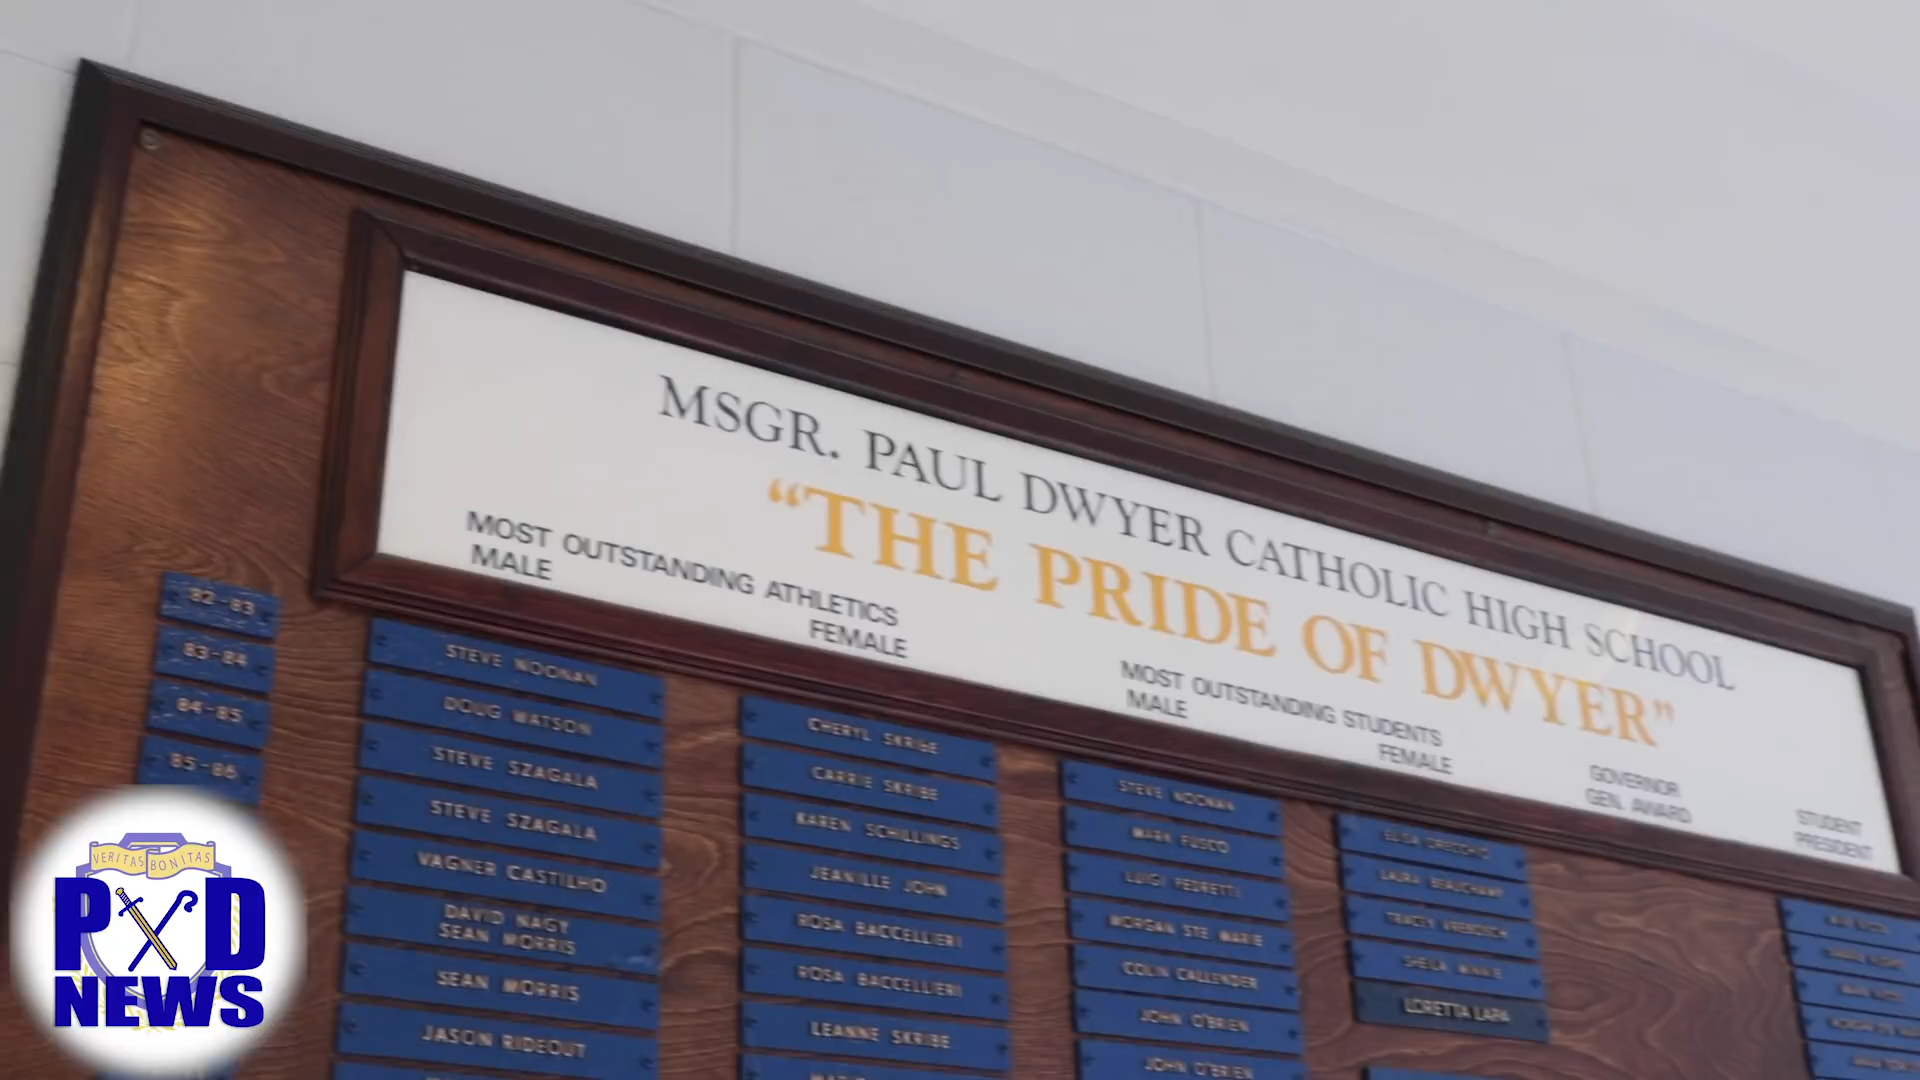 MSGR. PAUL DWYER CATHOLIC HIGH SCHOOL
"THE PRIDE OF DWYER"
MOST OUTSTANDING ATHLETICS
MALE
FEMALE
MOST OUTSTANDING STUDENTS
MALE
FEMALE
GOVERNOR
GEN. AWARD
STUDENT
PRESIDENT
82-83
83-84
84-85
85-86
STEVE NOONAN
DOUG WATSON
STEVE SZAGALA
STEVE SZAGALA
VAGNER CASTILHO
DAVID NAGY
SEAN MORRIS
SEAN MORRIS
JASON RIDEOUT
CHERYL SKRIBE
CARRIE SKRIBE
KAREN SCHILLINGS
JEANILLE JOHN
ROSA BACCELLIERI
ROSA BACCELLIERI
LEANNE SKRIBE
STEVE NOONAN
MARK FUSCO
LUIGI PEDRETTI
MORGAN STE. MARIE
COLIN CALLENDER
JOHN O'BRIEN
JOHN O'BRIEN
ELISA ORECCHIO
LAURA BEAUCHAMP
LORETTA LAPA
VERITAS BONITAS
P D
NEWS